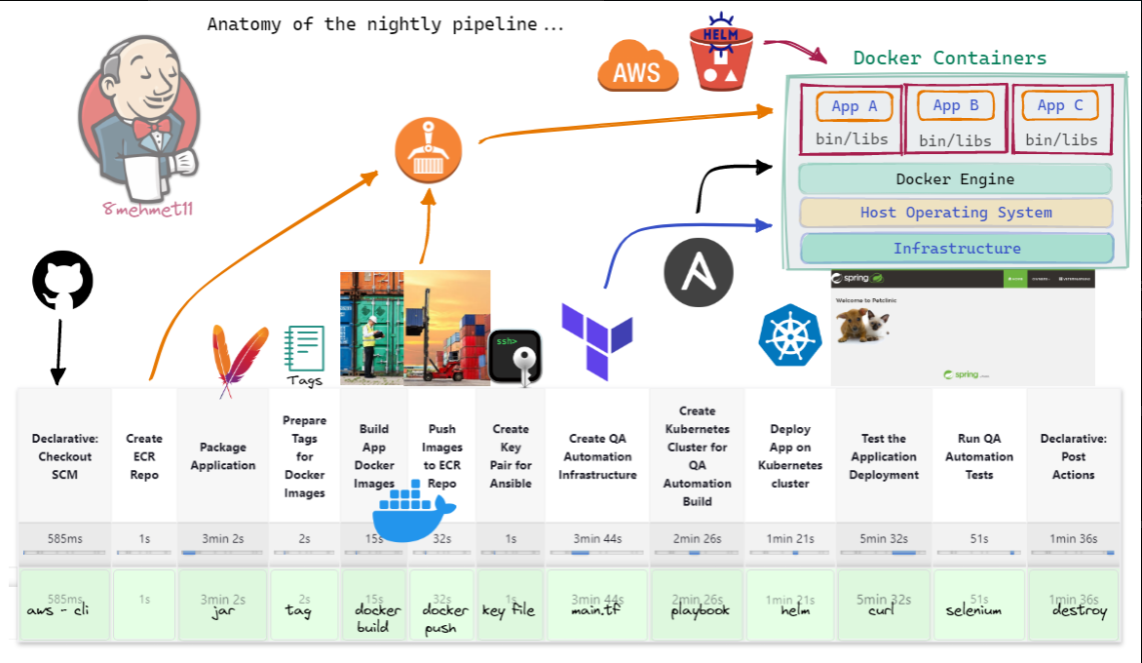 Anatomy of the nightly pipeline...
AWS
HELM
Docker Containers
App A
App B
App C
bin/libs
bin/libs
bin/libs
Docker Engine
Host Operating System
Infrastructure
8mehmet11
Tags
ssh>
spring
Welcome to Petclinic
spring
Declarative:
Checkout
SCM
Create
ECR
Repo
Package
Application
Prepare
Tags
for
Docker
Images
Build
App
Docker
Images
Push
Images
to ECR
Repo
Create
Key
Pair for
Ansible
Create QA
Automation
Infrastructure
Create
Kubernetes
Cluster for
QA
Automation
Build
Deploy
App on
Kubernetes
cluster
Test the
Application
Deployment
Run QA
Automation
Tests
Declarative:
Post
Actions
585ms
1s
3min 2s
2s
15s
32s
1s
3min 44s
2min 26s
1min 21s
5min 32s
51s
1min 36s
585ms
aws - cli
1s
3min 2s
jar
2s
tag
15s
docker
build
32s
docker
push
1s
key file
3min 44s
main.tf
2min 26s
playbook
1min 21s
helm
5min 32s
curl
51s
selenium
1min 36s
destroy